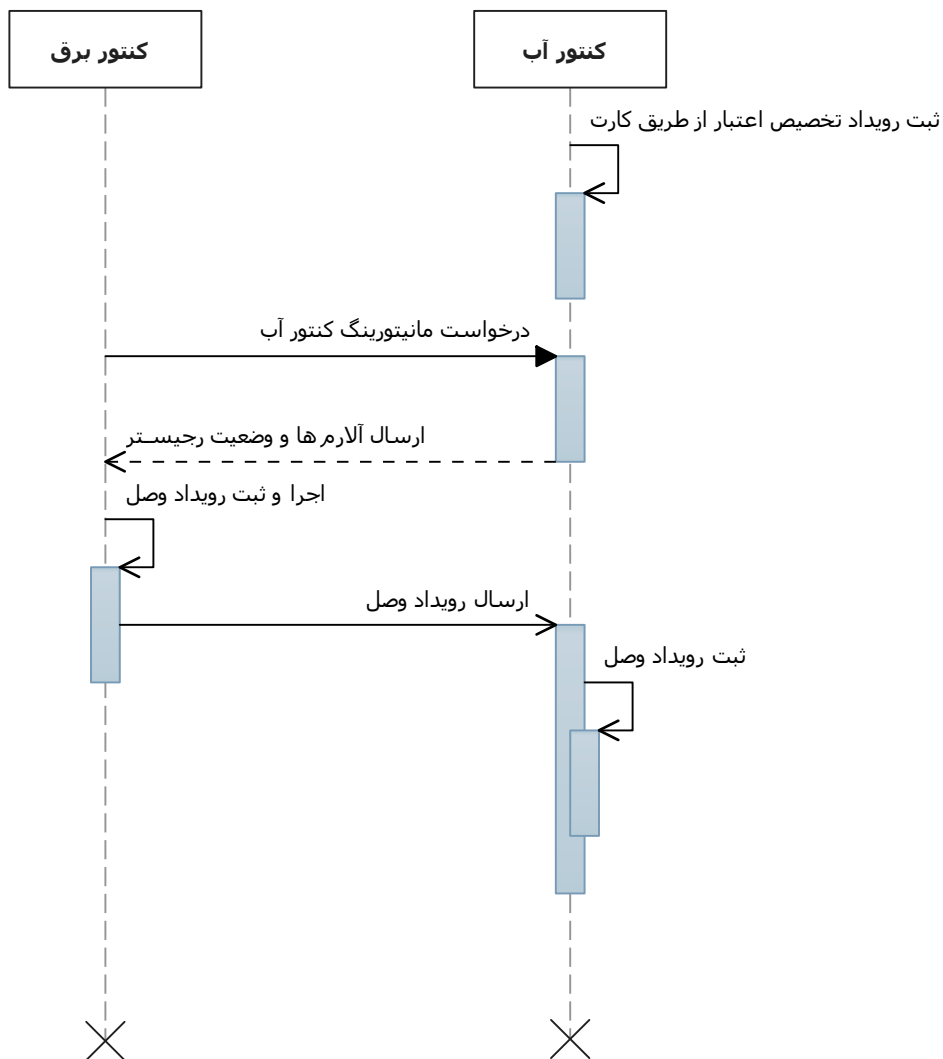 کنتور برق
کنتور آب
ثبت رویداد تخصیص اعتبار از طریق کارت
درخواست مانیتورینگ کنتور آب
ارسال آلارم ها و وضعیت رجیستر
اجرا و ثبت رویداد وصل
ارسال رویداد وصل
ثبت رویداد وصل